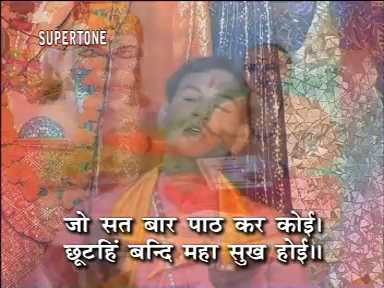 SUPERTONE
जो सत बार पाठ कर कोई।
छूटहिं बन्दि महा सुख होई॥